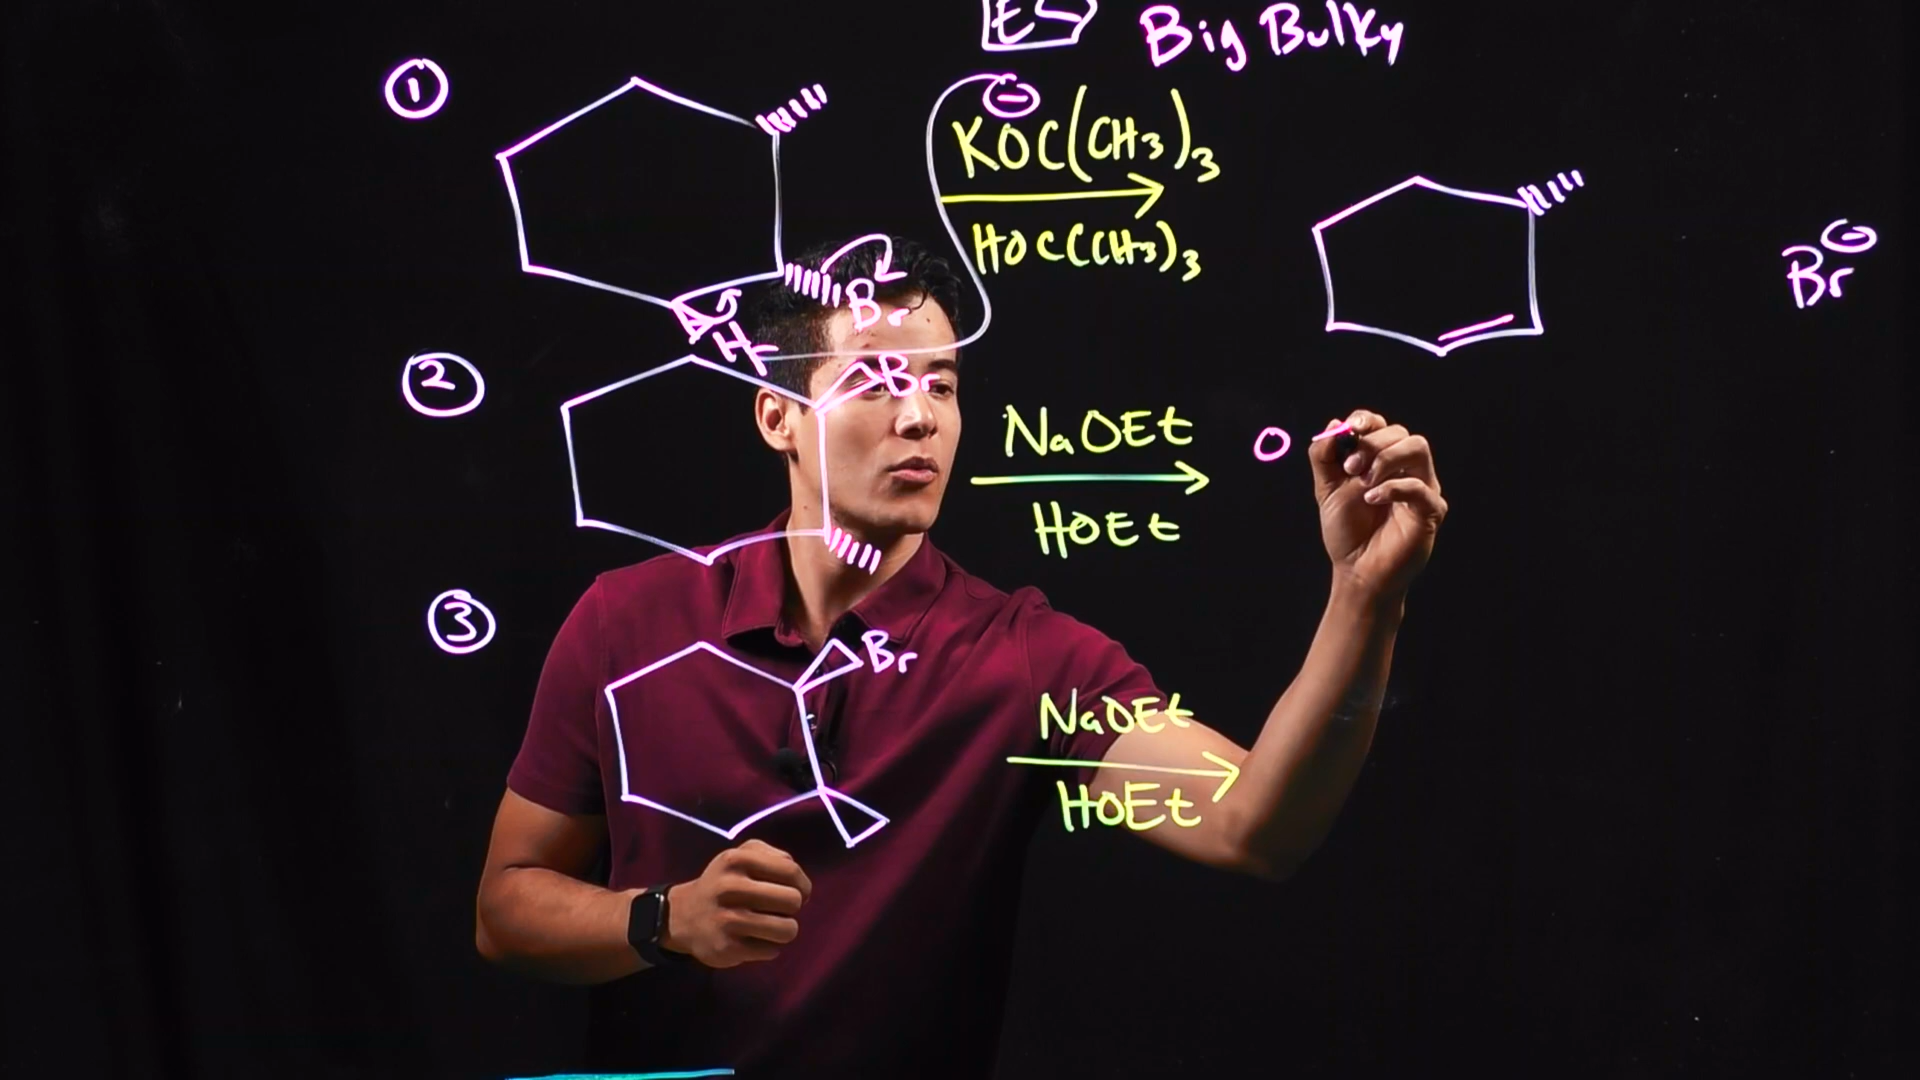 E2 Big Bulky
①
⊖
KOC(CH3)3
HOC(CH3)3
Br
H
Br⊖
②
Br
NaOEt
HOEt
O
③
Br
NaOEt
HOEt